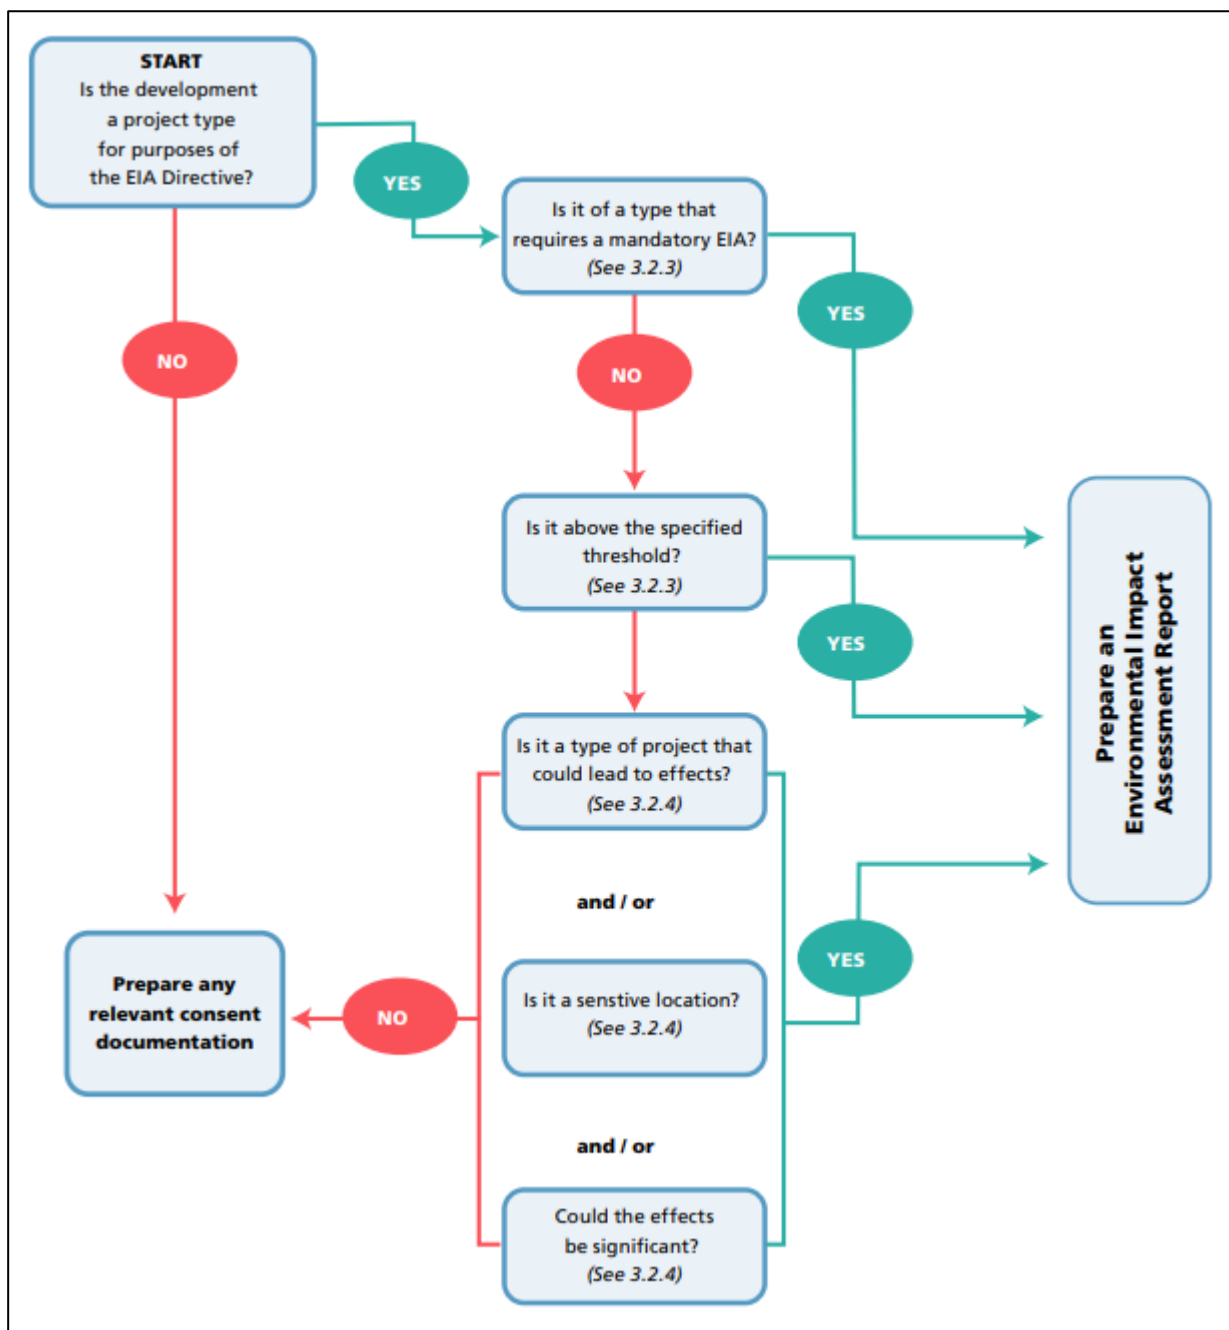 START
Is the development
a project type
for purposes of
the EIA Directive?
YES
Is it of a type that
requires a mandatory EIA?
(See 3.2.3)
YES
NO
NO
Is it above the specified
threshold?
(See 3.2.3)
YES
Prepare an
Environmental Impact
Assessment Report
Is it a type of project that
could lead to effects?
(See 3.2.4)
and / or
Prepare any
relevant consent
documentation
NO
Is it a senstive location?
(See 3.2.4)
YES
and / or
Could the effects
be significant?
(See 3.2.4)